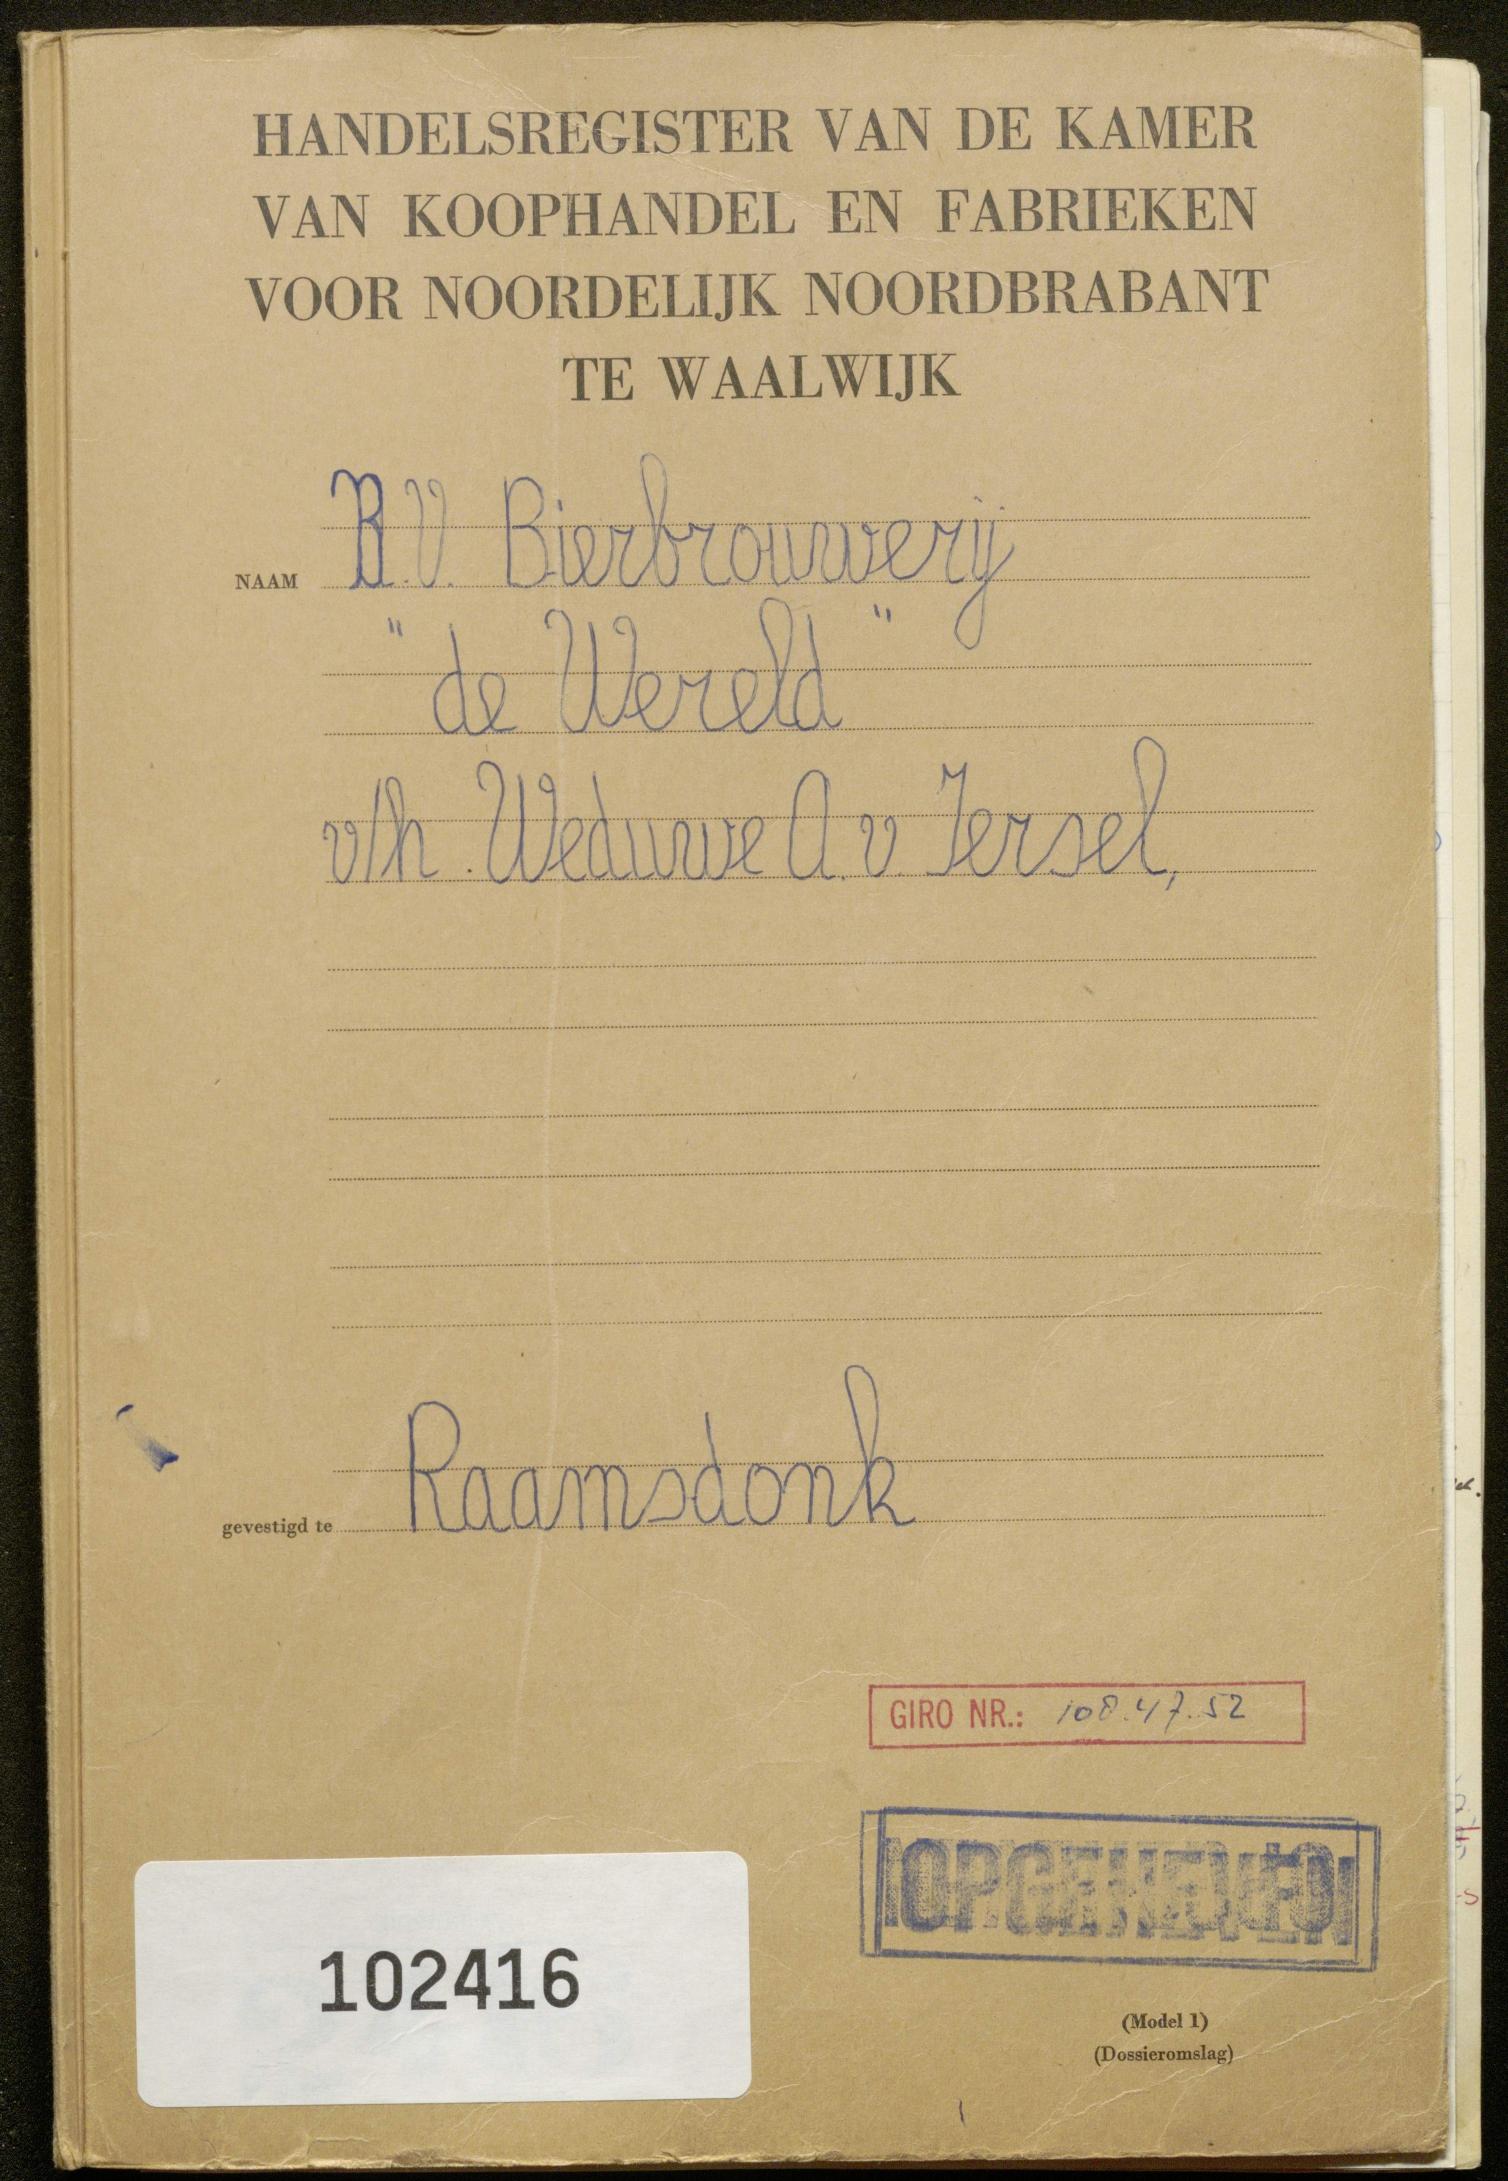 HANDELSREGISTER VAN DE KAMER
VAN KOOPHANDEL EN FABRIEKEN
VOOR NOORDELIJK NOORDBRABANT
TE WAALWIJK
NAAM B.V. Bierbrouwerij
"de Wereld"
v/h. Weduwe A. v. Iersel,
gevestigd te Raamsdonk
GIRO NR.: 108.47.52
OPGEHEVEN
102416
(Model 1)
(Dossieromslag)